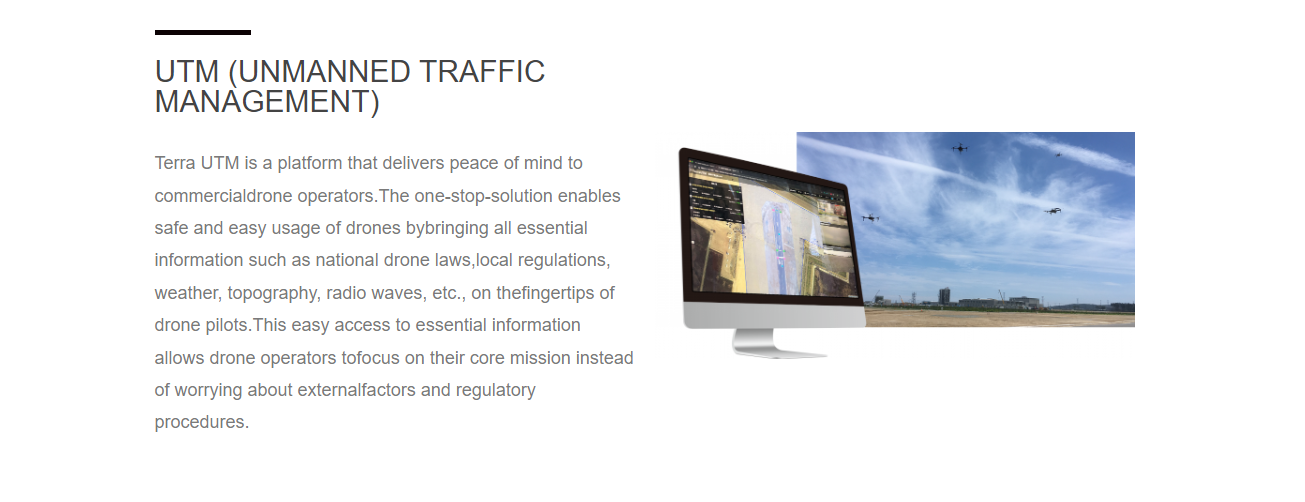 UTM (UNMANNED TRAFFIC
MANAGEMENT)
Terra UTM is a platform that delivers peace of mind to
commercialdrone operators.The one-stop-solution enables
safe and easy usage of drones bybringing all essential
information such as national drone laws,local regulations,
weather, topography, radio waves, etc., on thefingertips of
drone pilots.This easy access to essential information
allows drone operators tofocus on their core mission instead
of worrying about externalfactors and regulatory
procedures.